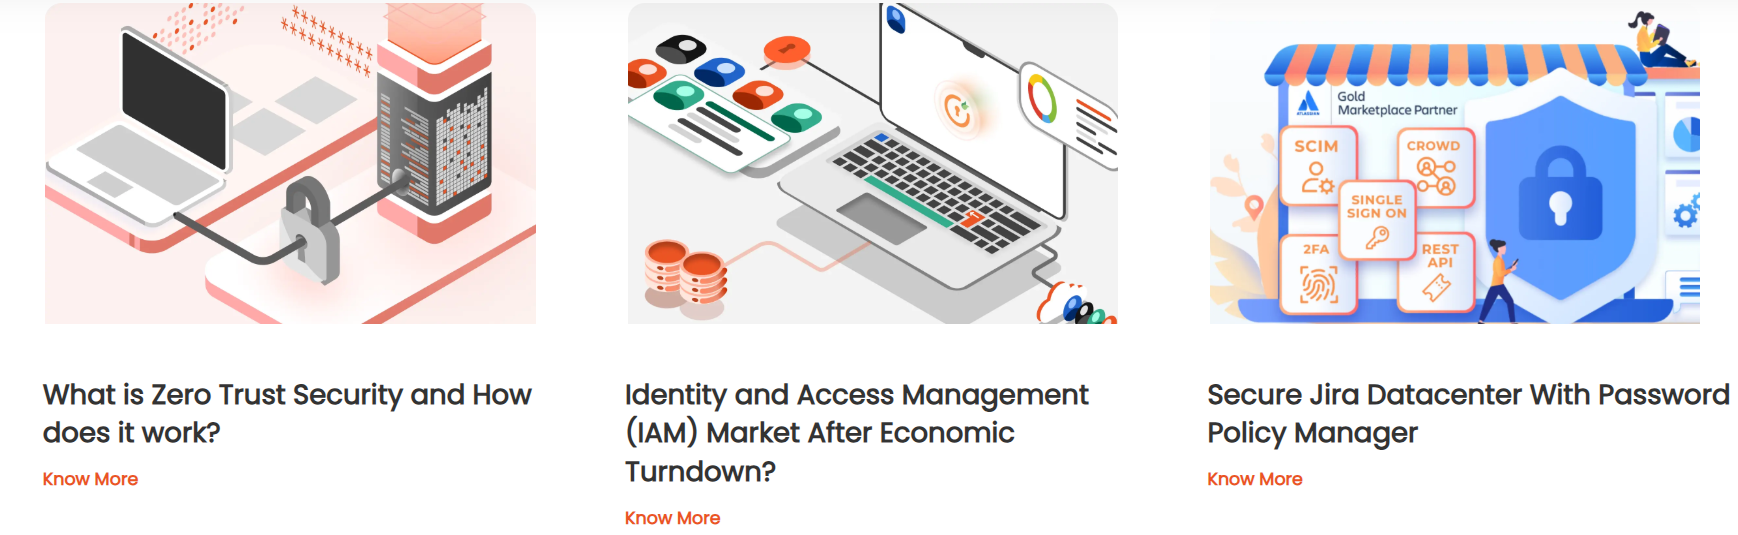 ATLASSIAN
Gold
Marketplace Partner
SCIM
CROWD
SINGLE
SIGN ON
2FA
REST
API
What is Zero Trust Security and How
does it work?
Know More
Identity and Access Management
(IAM) Market After Economic
Turndown?
Know More
Secure Jira Datacenter With Password
Policy Manager
Know More